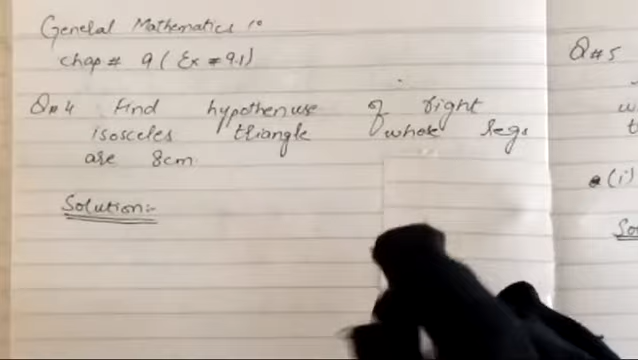 General Mathematics 10
chap # 9 ( Ex # 9.1)
Q # 4 Find hypothenuse of right
isosceles triangle whose legs
are 8cm
Solution:-
Q # 5
(i)